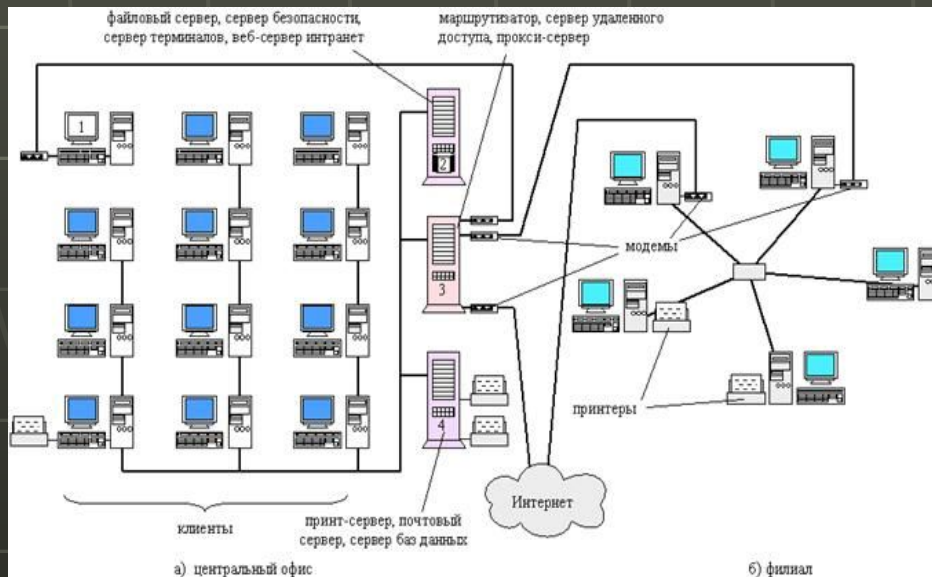 файловый сервер, сервер безопасности,
сервер терминалов, веб-сервер интранет
маршрутизатор, сервер удаленного
доступа, прокси-сервер
1
2
3
4
модемы
принтеры
Интернет
клиенты
принт-сервер, почтовый
сервер, сервер баз данных
а) центральный офис
б) филиал